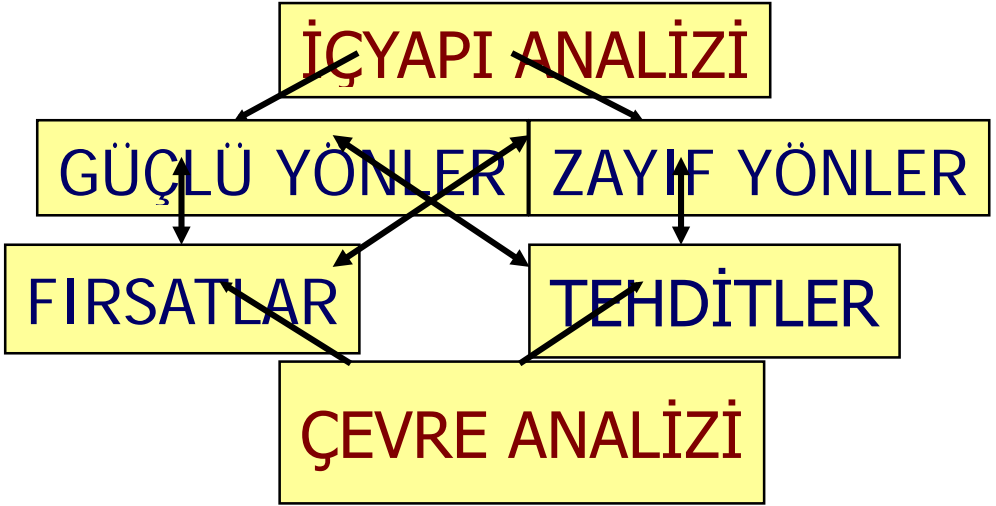 İÇYAPI ANALİZİ
GÜÇLÜ YÖNLER
ZAYIF YÖNLER
FIRSATLAR
TEHDİTLER
ÇEVRE ANALİZİ